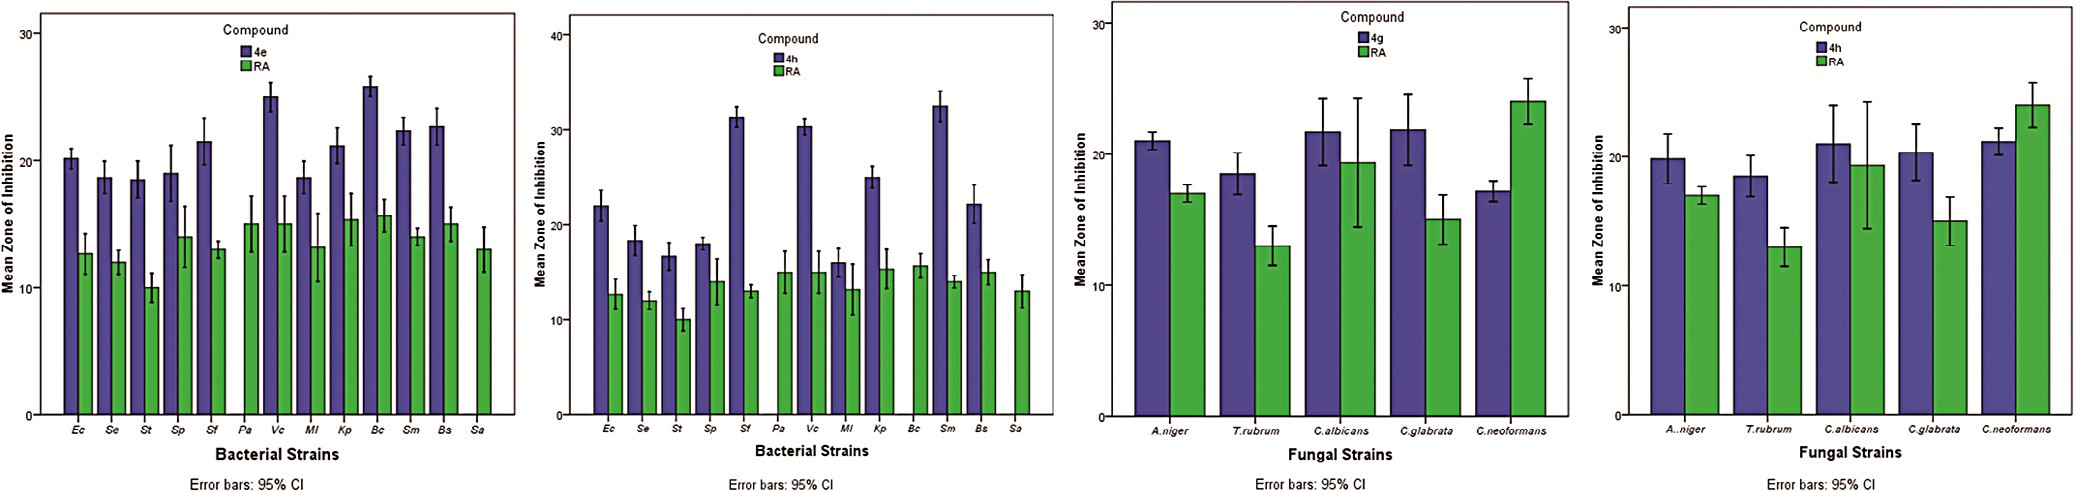 Compound
4e
RA
Mean Zone of Inhibition
30
20
10
0
Ec Se St Sp Sf Pa Vc Ml Kp Bc Sm Bs Sa
Bacterial Strains
Error bars: 95% CI
Compound
4h
RA
Mean Zone of Inhibition
40
30
20
10
0
Ec Se St Sp Sf Pa Vc Ml Kp Bc Sm Bs Sa
Bacterial Strains
Error bars: 95% CI
Compound
4g
RA
Mean Zone of Inhibition
30
20
10
0
A.niger T.rubrum C.albicans C.glabrata C.neoformans
Fungal Strains
Error bars: 95% CI
Compound
4h
RA
Mean Zone of Inhibition
30
20
10
0
A..niger T.rubrum C.albicans C.glabrata C.neoformans
Fungal Strains
Error bars: 95% CI